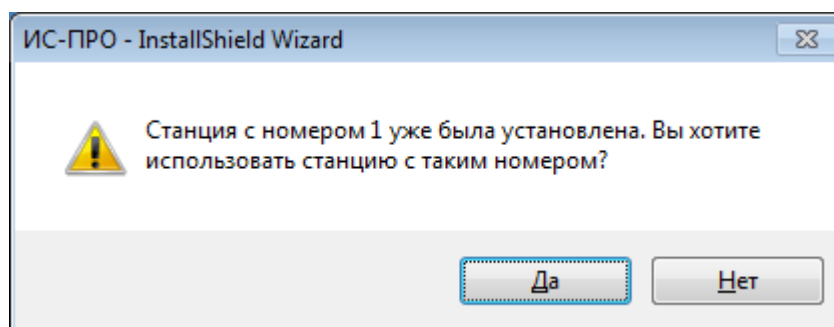 ИС-ПРО - InstallShield Wizard
Станция с номером 1 уже была установлена. Вы хотите
использовать станцию с таким номером?
Да
Нет